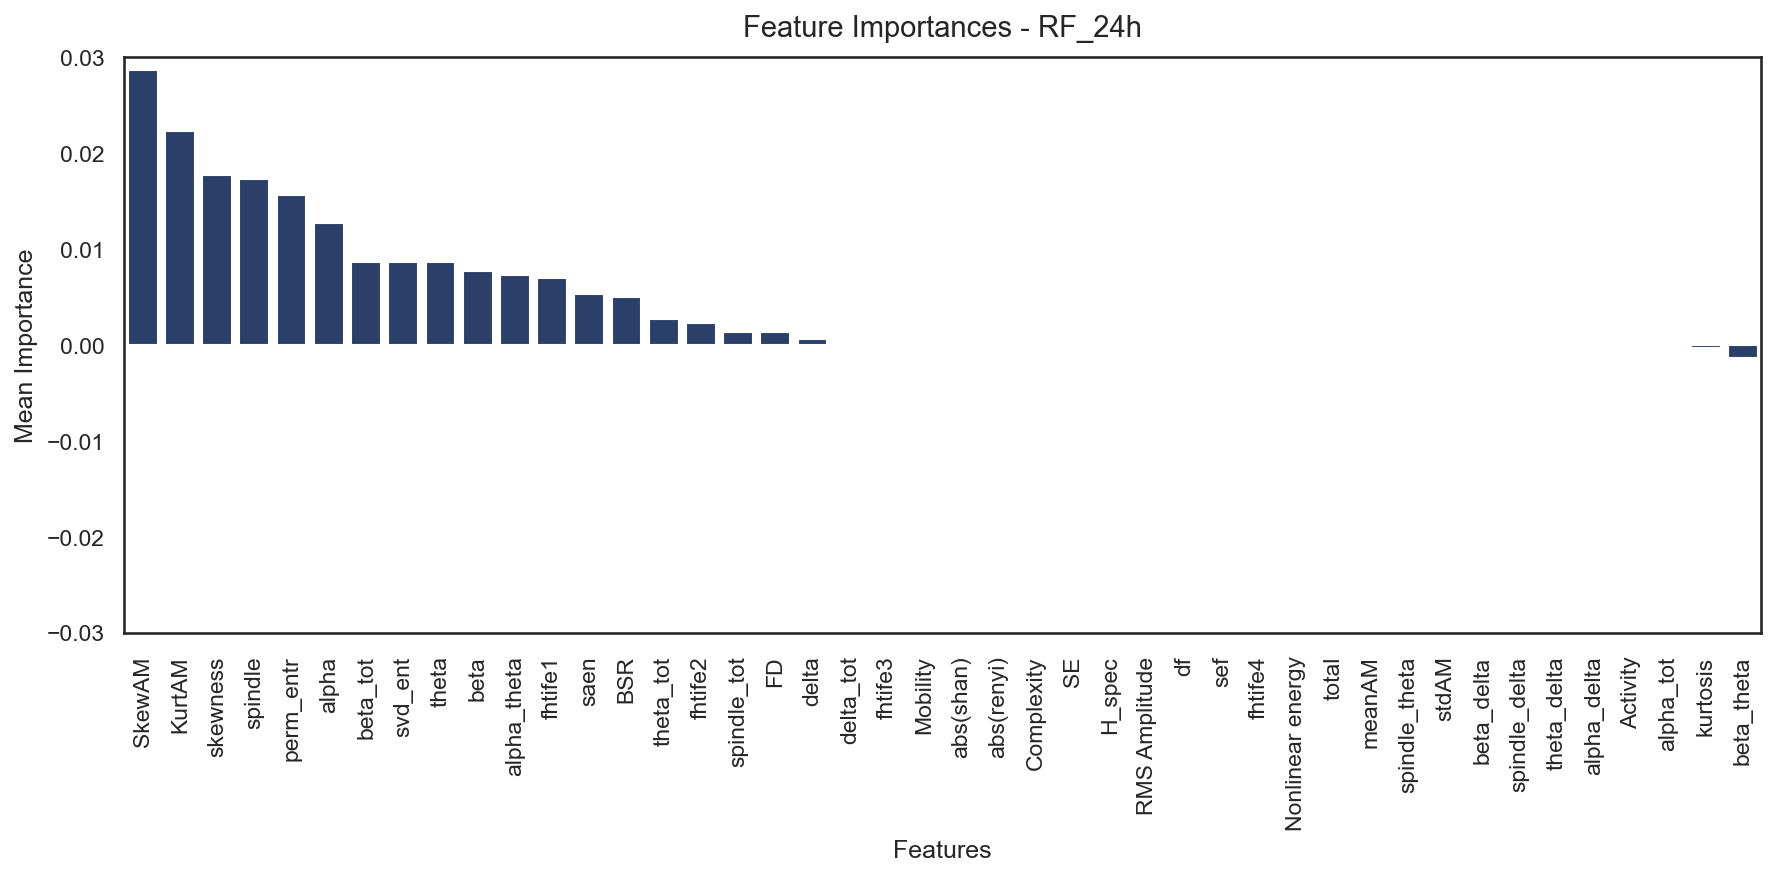 Feature Importances - RF_24h
0.03
0.02
0.01
0.00
−0.01
−0.02
−0.03
Mean Importance
SkewAM
KurtAM
skewness
spindle
perm_entr
alpha
beta_tot
svd_ent
theta
beta
alpha_theta
fhtife1
saen
BSR
theta_tot
fhtife2
spindle_tot
FD
delta
delta_tot
fhtife3
Mobility
abs(shan)
abs(renyi)
Complexity
SE
H_spec
RMS Amplitude
df
sef
fhtife4
Nonlinear energy
total
meanAM
spindle_theta
stdAM
beta_delta
spindle_delta
theta_delta
alpha_delta
Activity
alpha_tot
kurtosis
beta_theta
Features